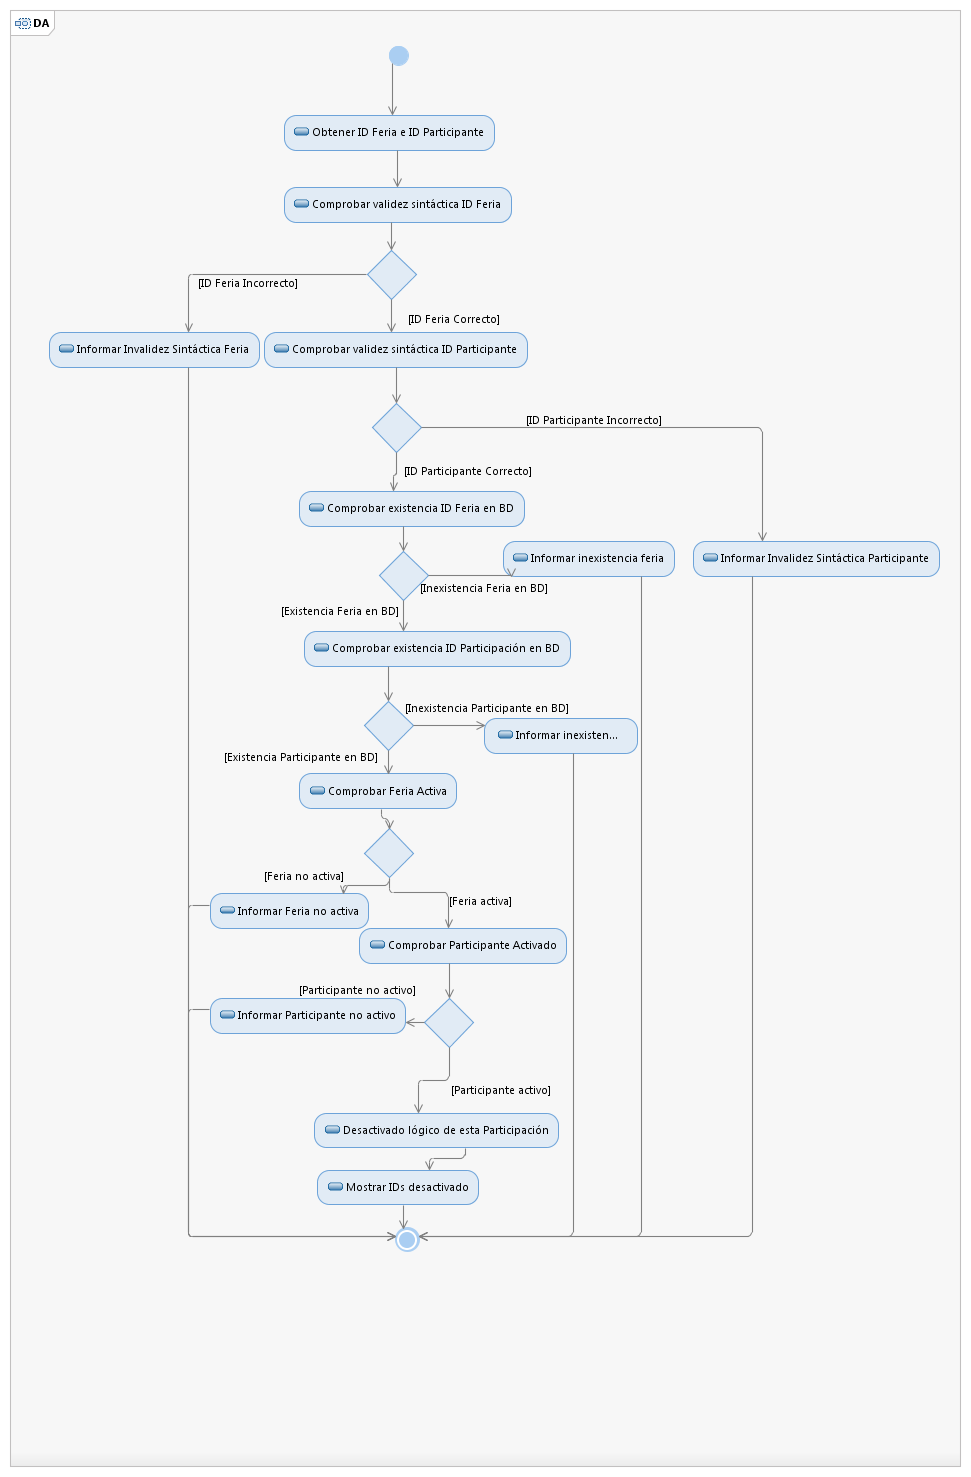 DA
Obtener ID Feria e ID Participante
Comprobar validez sintáctica ID Feria
[ID Feria Incorrecto]
[ID Feria Correcto]
Informar Invalidez Sintáctica Feria
Comprobar validez sintáctica ID Participante
[ID Participante Incorrecto]
[ID Participante Correcto]
Comprobar existencia ID Feria en BD
Informar inexistencia feria
Informar Invalidez Sintáctica Participante
[Inexistencia Feria en BD]
[Existencia Feria en BD]
Comprobar existencia ID Participación en BD
[Inexistencia Participante en BD]
Informar inexisten...
[Existencia Participante en BD]
Comprobar Feria Activa
[Feria no activa]
[Feria activa]
Informar Feria no activa
Comprobar Participante Activado
[Participante no activo]
Informar Participante no activo
[Participante activo]
Desactivado lógico de esta Participación
Mostrar IDs desactivado